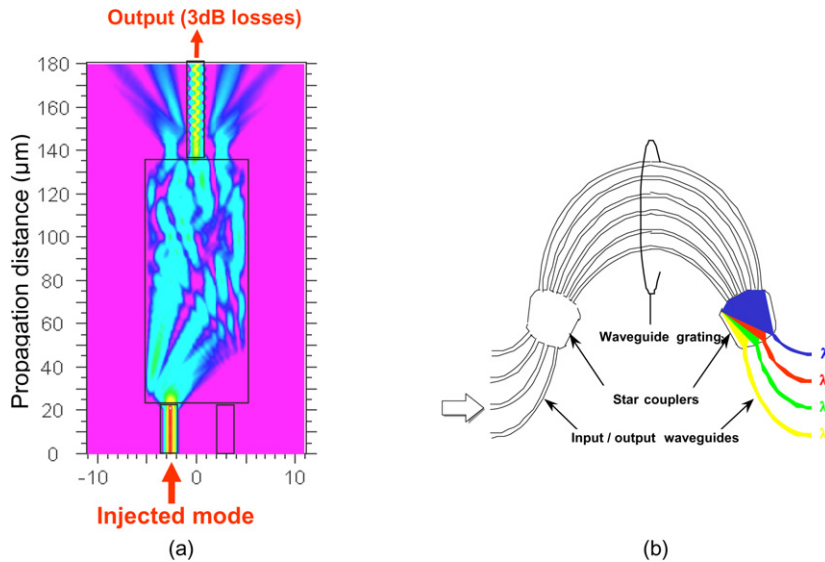 Output (3dB losses)
Propagation distance (µm)
180
160
140
120
100
80
60
40
20
0
-10
0
10
Injected mode
(a)
Waveguide grating
Star couplers
Input / output waveguides
λ
λ
λ
λ
(b)